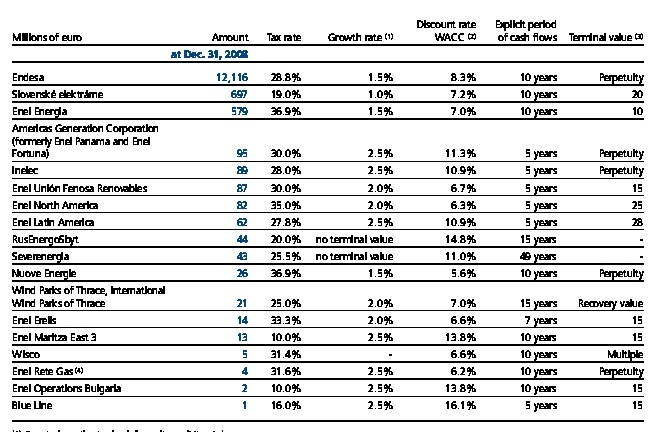 Millions of euro Amount Tax rate Growth rate (1) Discount rate WACC (2) Explicit period of cash flows Terminal value (3)
at Dec. 31, 2008
Endesa 12,116 28.8% 1.5% 8.3% 10 years Perpetuity
Slovenské elektrárne 697 19.0% 1.0% 7.2% 10 years 20
Enel Energia 579 36.9% 1.5% 7.0% 10 years 10
Americas Generation Corporation
(formerly Enel Panama and Enel
Fortuna) 95 30.0% 2.5% 11.3% 5 years Perpetuity
Inelec 89 28.0% 2.5% 10.9% 5 years Perpetuity
Enel Unión Fenosa Renovables 87 30.0% 2.0% 6.7% 5 years 15
Enel North America 82 35.0% 2.0% 6.3% 5 years 25
Enel Latin America 62 27.8% 2.5% 10.9% 5 years 28
RusEnergoSbyt 44 20.0% no terminal value 14.8% 15 years -
Severenergia 43 25.5% no terminal value 11.0% 49 years -
Nuove Energie 26 36.9% 1.5% 5.6% 10 years Perpetuity
Wind Parks of Thrace, International
Wind Parks of Thrace 21 25.0% 2.0% 7.0% 15 years Recovery value
Enel Erelis 14 33.3% 2.0% 6.6% 7 years 15
Enel Maritza East 3 13 10.0% 2.5% 13.8% 10 years 15
Wisco 5 31.4% - 6.6% 10 years Multiple
Enel Rete Gas (4) 4 31.6% 2.5% 6.2% 10 years Perpetuity
Enel Operations Bulgaria 2 10.0% 2.5% 13.8% 10 years 15
Blue Line 1 16.0% 2.5% 16.1% 5 years 15